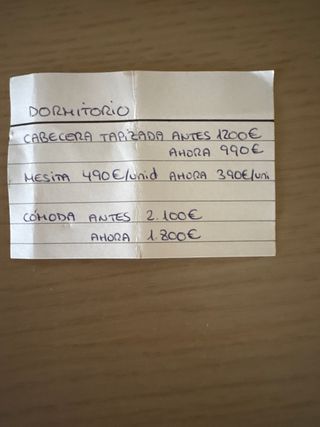 DORMITORIO
CABECERA TAPIZADA ANTES 1200€
AHORA 990€
MESITA 490€/unid AHORA 390€/uni
CÓMODA ANTES 2.100€
AHORA 1.800€